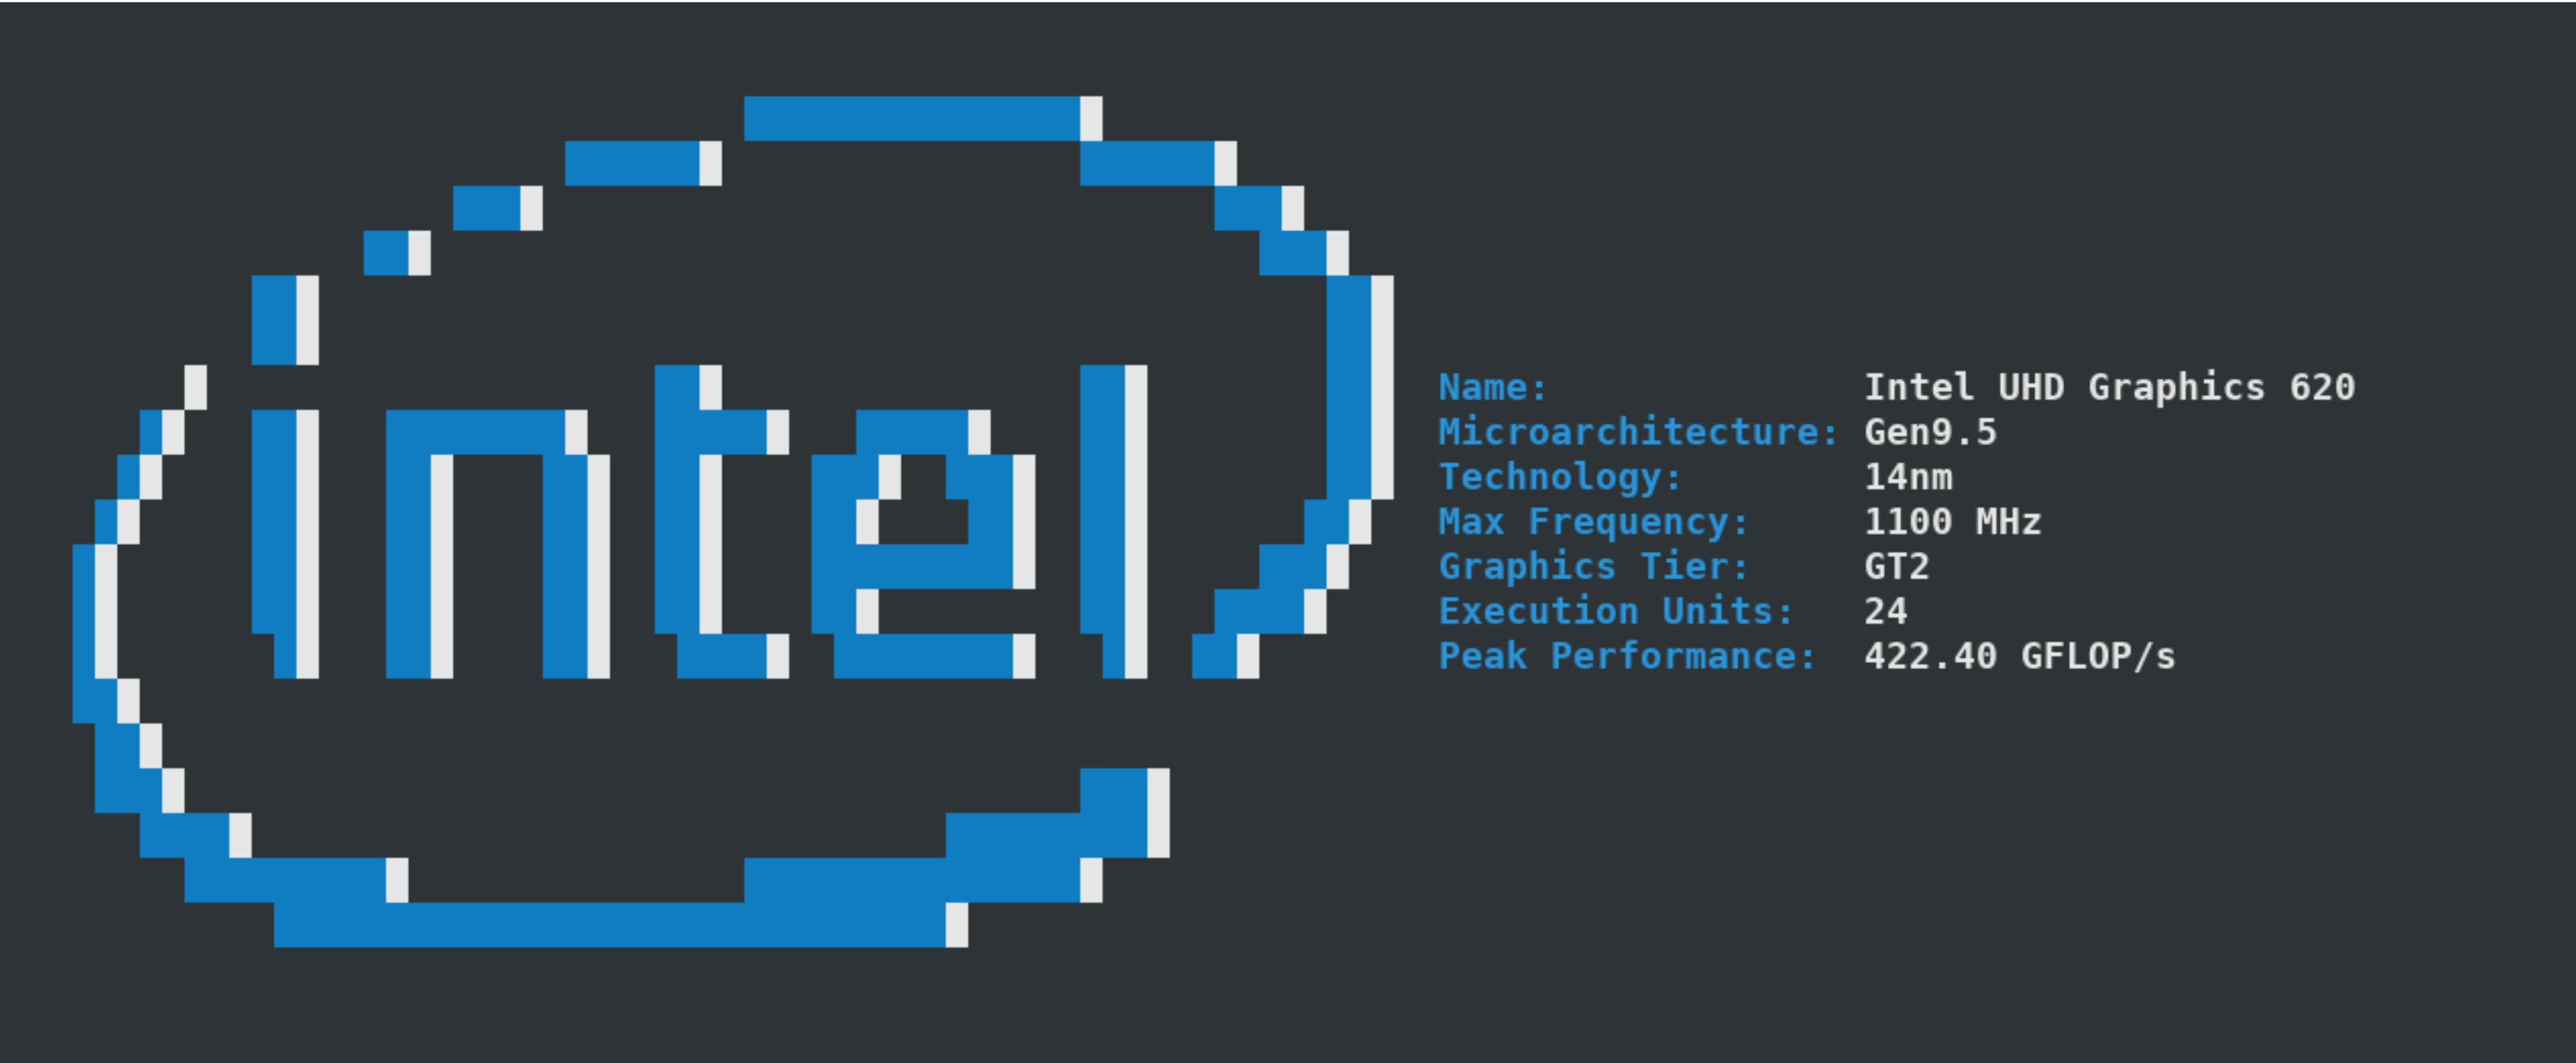 intel
Name: Intel UHD Graphics 620
Microarchitecture: Gen9.5
Technology: 14nm
Max Frequency: 1100 MHz
Graphics Tier: GT2
Execution Units: 24
Peak Performance: 422.40 GFLOP/s